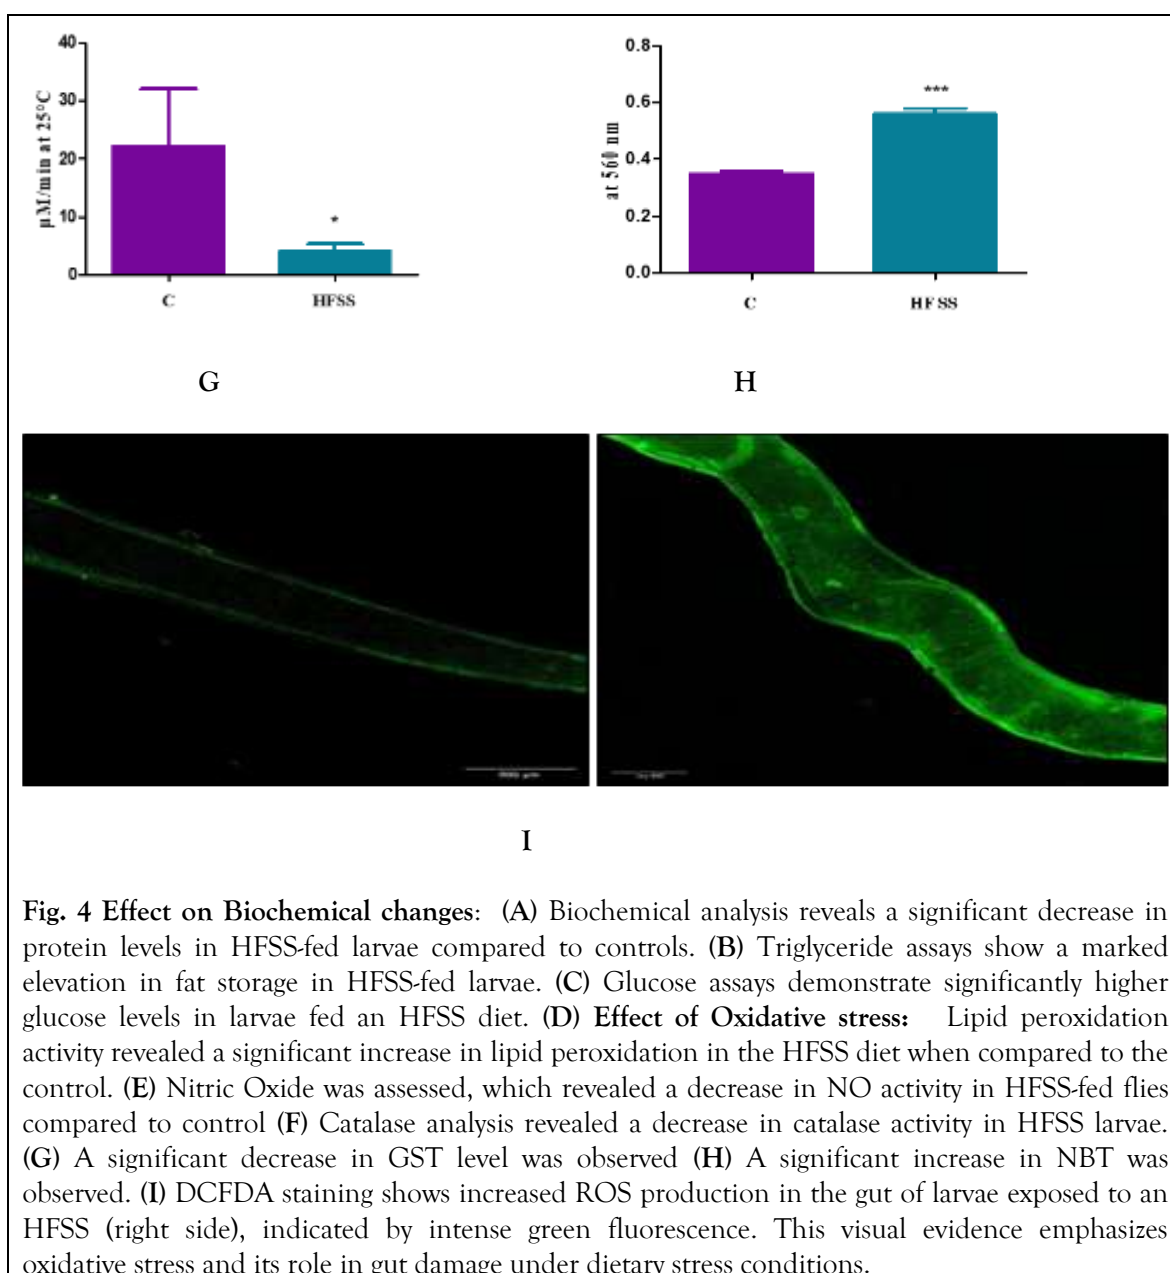 40
30
20
10
0
µM/min at 25°C
*
C
HFSS
0.8
0.6
0.4
0.2
0.0
at 560 nm
***
C
HFSS
G
H
I
Fig. 4 Effect on Biochemical changes: (A) Biochemical analysis reveals a significant decrease in
protein levels in HFSS-fed larvae compared to controls. (B) Triglyceride assays show a marked
elevation in fat storage in HFSS-fed larvae. (C) Glucose assays demonstrate significantly higher
glucose levels in larvae fed an HFSS diet. (D) Effect of Oxidative stress: Lipid peroxidation
activity revealed a significant increase in lipid peroxidation in the HFSS diet when compared to the
control. (E) Nitric Oxide was assessed, which revealed a decrease in NO activity in HFSS-fed flies
compared to control (F) Catalase analysis revealed a decrease in catalase activity in HFSS larvae.
(G) A significant decrease in GST level was observed (H) A significant increase in NBT was
observed. (I) DCFDA staining shows increased ROS production in the gut of larvae exposed to an
HFSS (right side), indicated by intense green fluorescence. This visual evidence emphasizes
oxidative stress and its role in gut damage under dietary stress conditions.